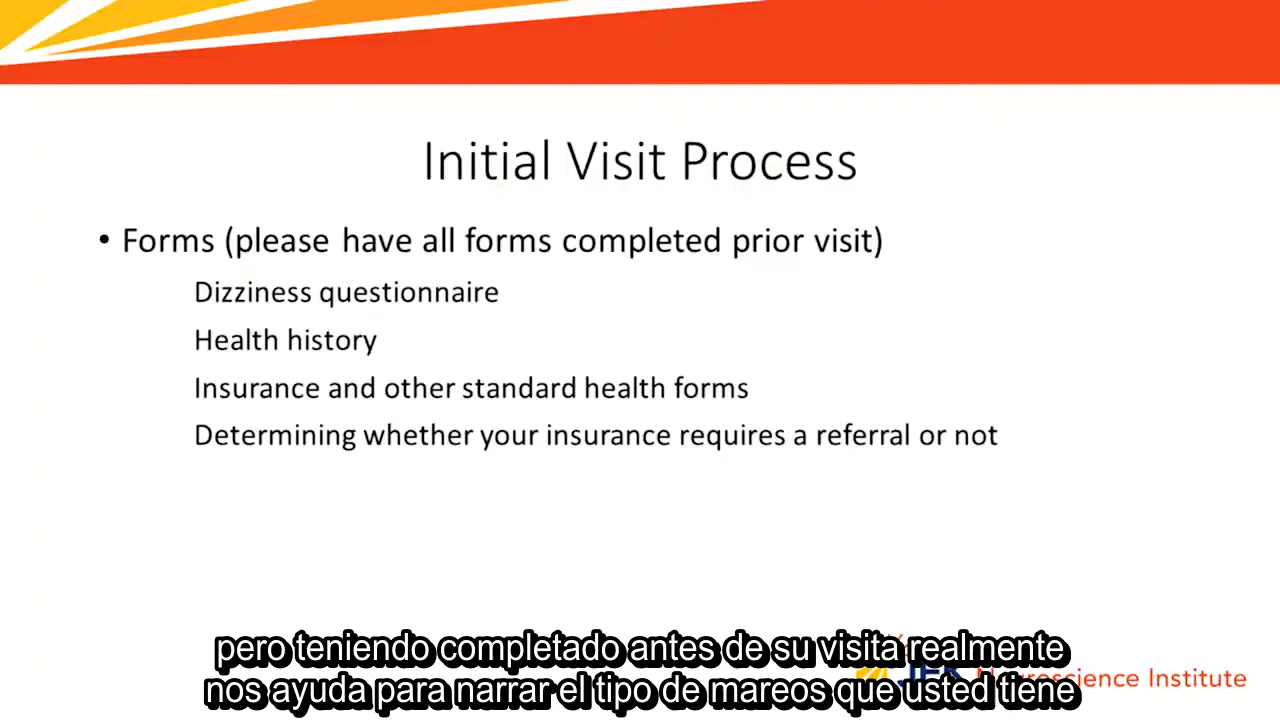 Initial Visit Process
• Forms (please have all forms completed prior visit)
Dizziness questionnaire
Health history
Insurance and other standard health forms
Determining whether your insurance requires a referral or not
pero teniendo completado antes de su visita realmente
nos ayuda para narrar el tipo de mareos que usted tiene
JFK Neuroscience Institute